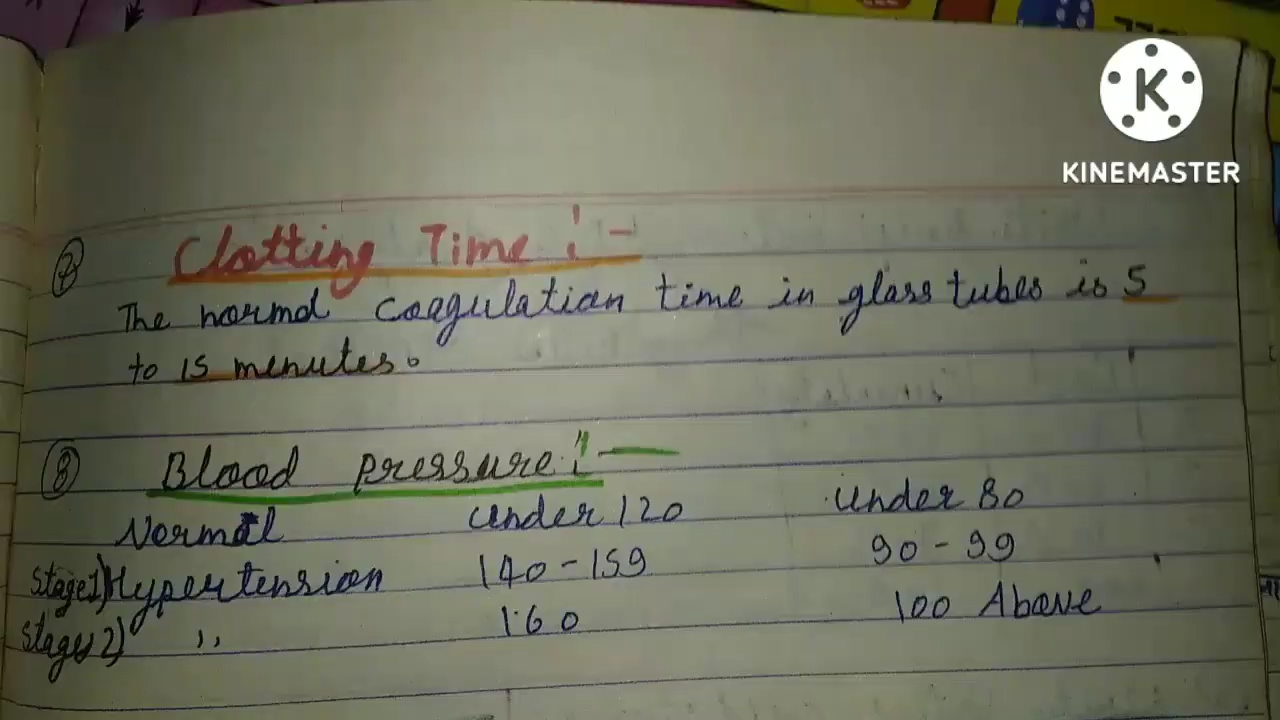 K
KINEMASTER
7 Clotting Time :-
The normal coagulation time in glass tubes is 5
to 15 minutes.
8 Blood pressure :-
Normal under 120 under 80
Stage 1) Hypertension 140-159 90-99
Stage 2) ,, 160 100 Above